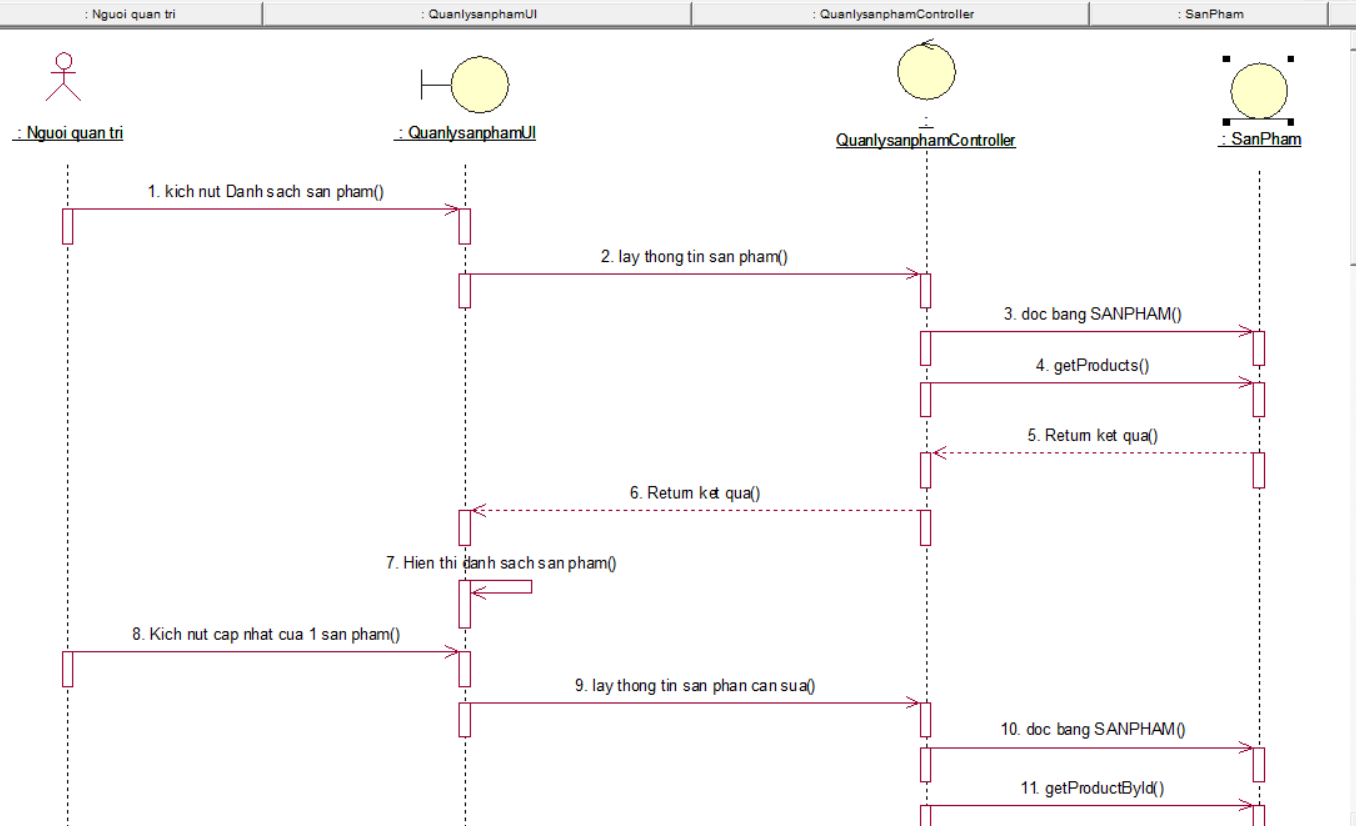 : Nguoi quan tri
: QuanlysanphamUI
: QuanlysanphamController
: SanPham
: Nguoi quan tri
: QuanlysanphamUI
:
QuanlysanphamController
: SanPham
1. kich nut Danh sach san pham()
2. lay thong tin san pham()
3. doc bang SANPHAM()
4. getProducts()
5. Return ket qua()
6. Return ket qua()
7. Hien thi danh sach san pham()
8. Kich nut cap nhat cua 1 san pham()
9. lay thong tin san phan can sua()
10. doc bang SANPHAM()
11. getProductById()